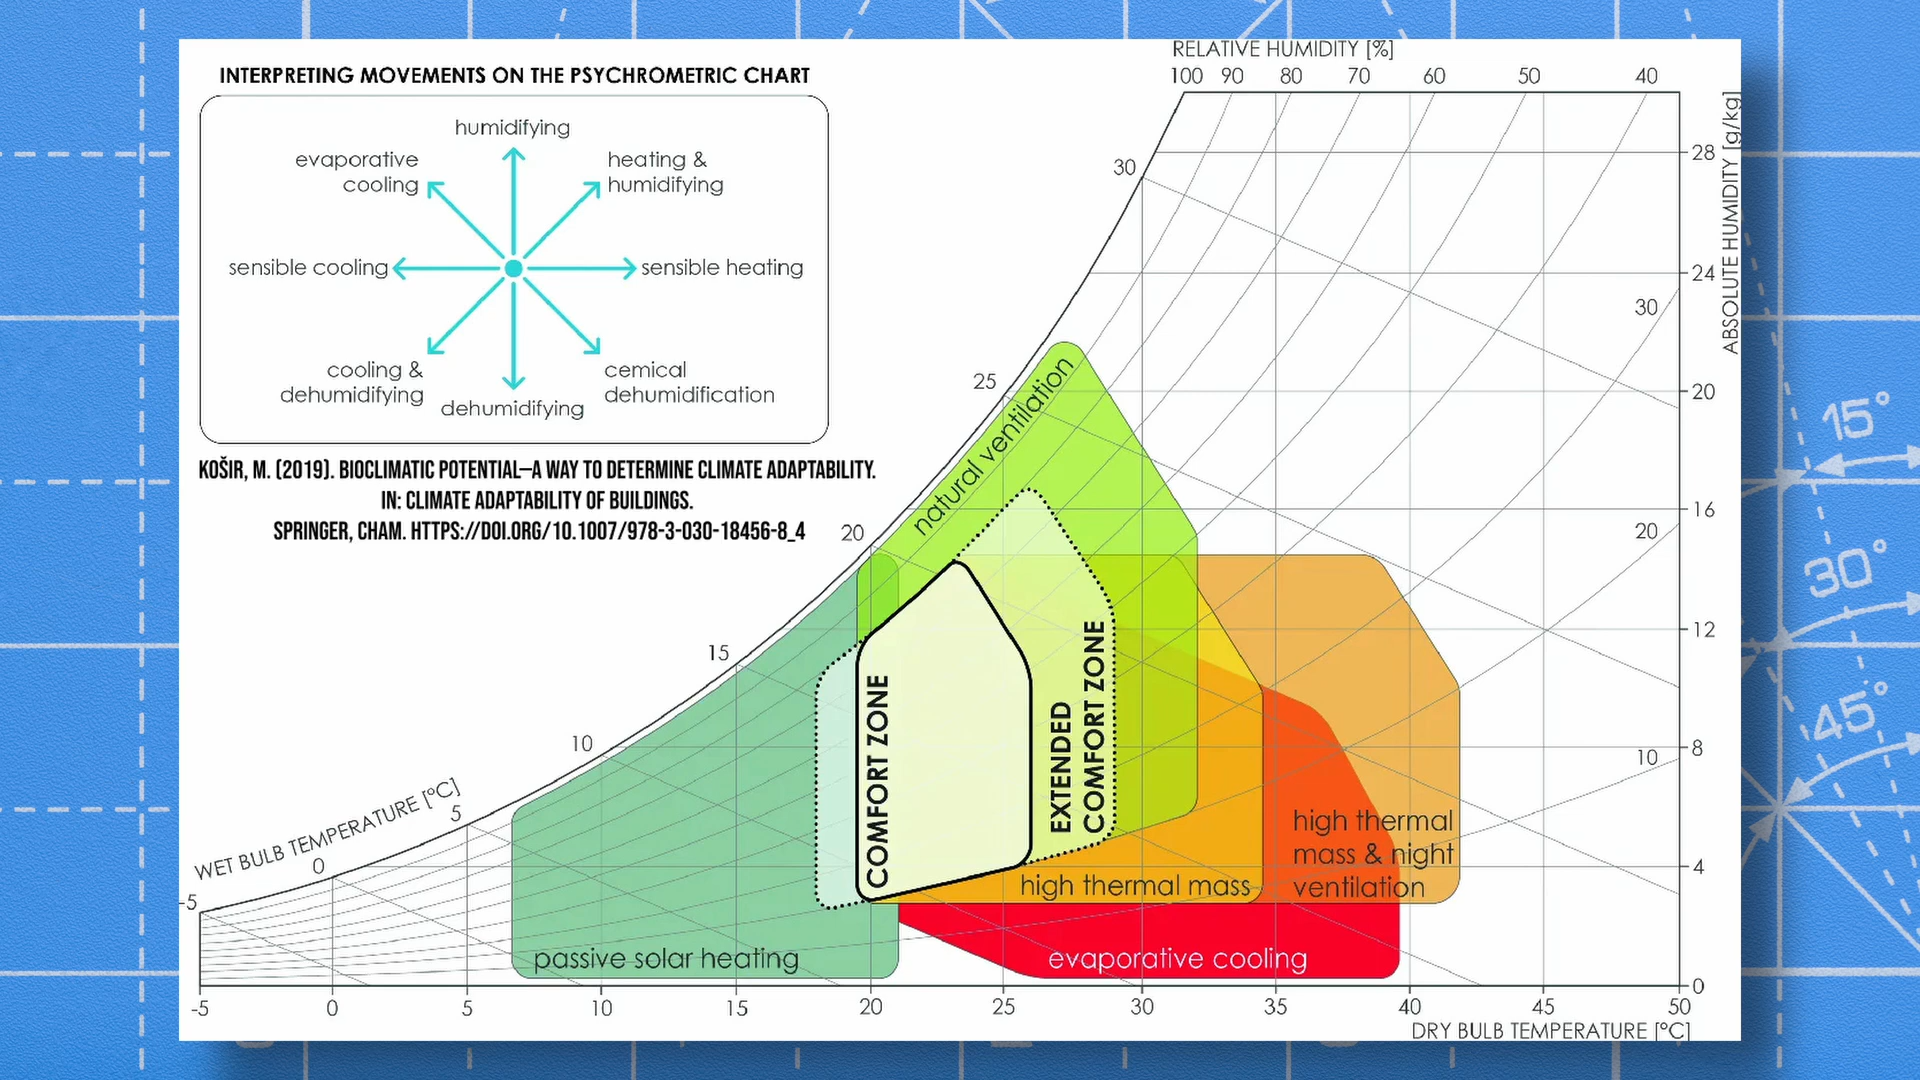 RELATIVE HUMIDITY [%]
100 90 80 70 60 50 40
INTERPRETING MOVEMENTS ON THE PSYCHROMETRIC CHART
humidifying
evaporative
cooling
heating &
humidifying
sensible cooling
sensible heating
cooling &
dehumidifying
cemical
dehumidification
dehumidifying
KOŠIR, M. (2019). BIOCLIMATIC POTENTIAL—A WAY TO DETERMINE CLIMATE ADAPTABILITY.
IN: CLIMATE ADAPTABILITY OF BUILDINGS.
SPRINGER, CHAM. HTTPS://DOI.ORG/10.1007/978-3-030-18456-8_4
WET BULB TEMPERATURE [°C]
-5
0
5
10
15
20
25
30
natural ventilation
COMFORT ZONE
EXTENDED
COMFORT ZONE
high thermal mass
high thermal
mass & night
ventilation
passive solar heating
evaporative cooling
30
20
10
ABSOLUTE HUMIDITY [g/kg]
28
24
20
16
12
8
4
0
-5 0 5 10 15 20 25 30 35 40 45 50
DRY BULB TEMPERATURE [°C]
15°
30°
45°